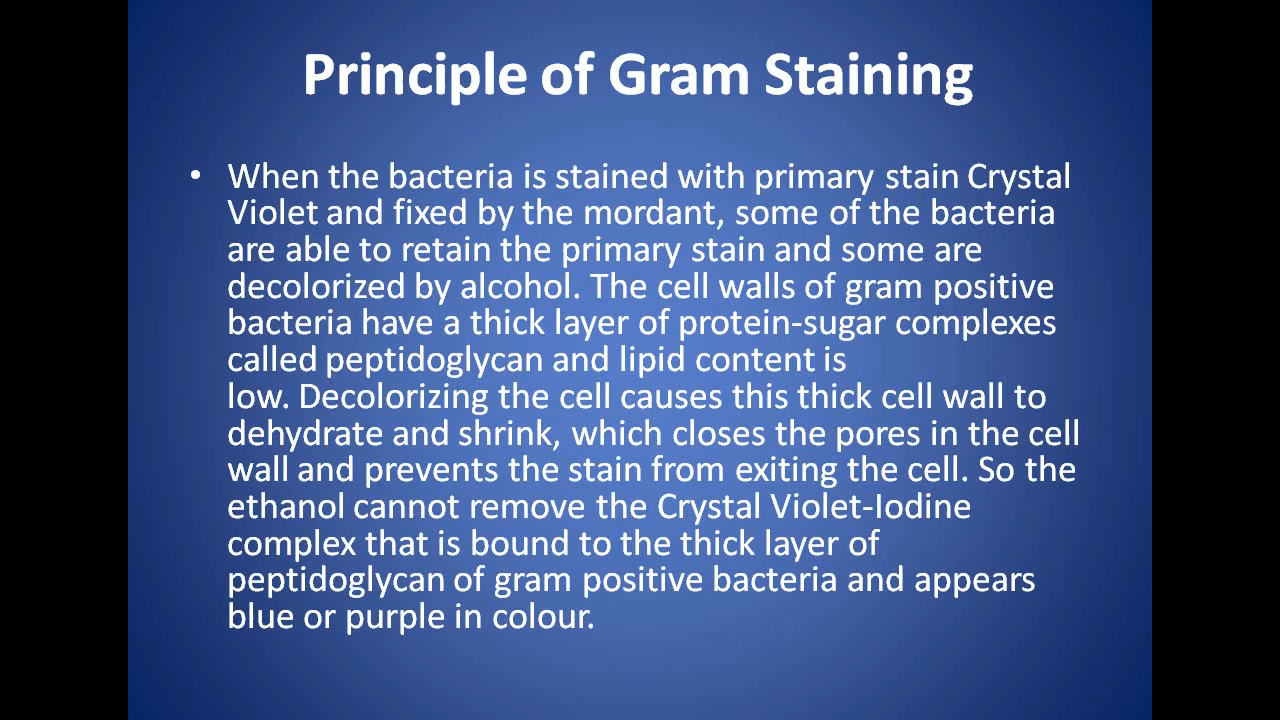 Principle of Gram Staining
• When the bacteria is stained with primary stain Crystal
Violet and fixed by the mordant, some of the bacteria
are able to retain the primary stain and some are
decolorized by alcohol. The cell walls of gram positive
bacteria have a thick layer of protein-sugar complexes
called peptidoglycan and lipid content is
low. Decolorizing the cell causes this thick cell wall to
dehydrate and shrink, which closes the pores in the cell
wall and prevents the stain from exiting the cell. So the
ethanol cannot remove the Crystal Violet-Iodine
complex that is bound to the thick layer of
peptidoglycan of gram positive bacteria and appears
blue or purple in colour.